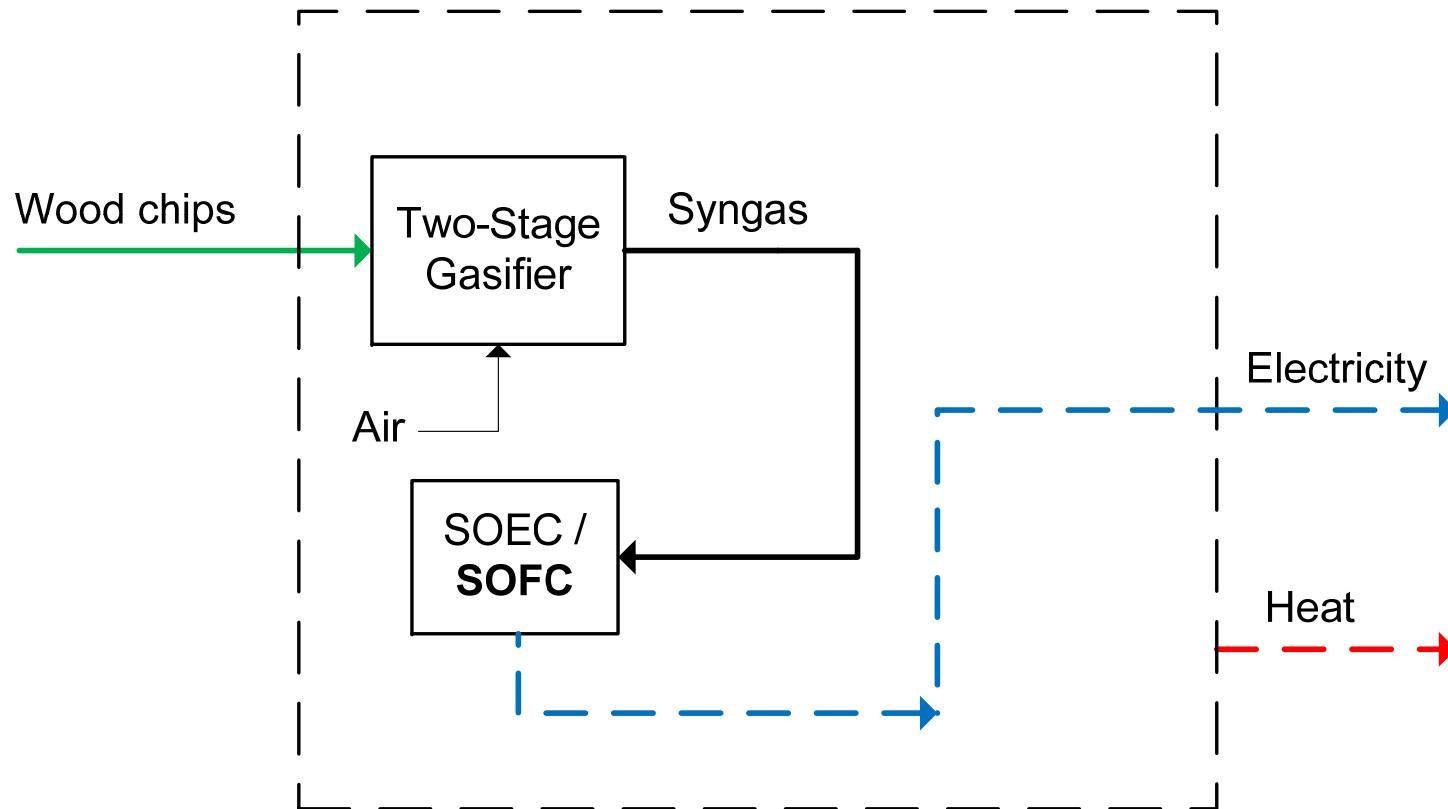 Wood chips
Two-Stage
Gasifier
Syngas
Air
Electricity
SOEC /
SOFC
Heat